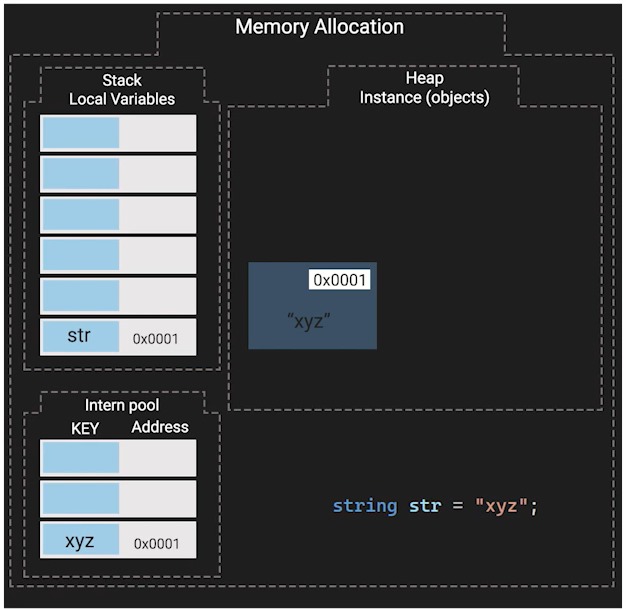 Memory Allocation
Stack
Local Variables
Heap
Instance (objects)
0x0001
“xyz”
str 0x0001
Intern pool
KEY Address
xyz 0x0001
string str = "xyz";